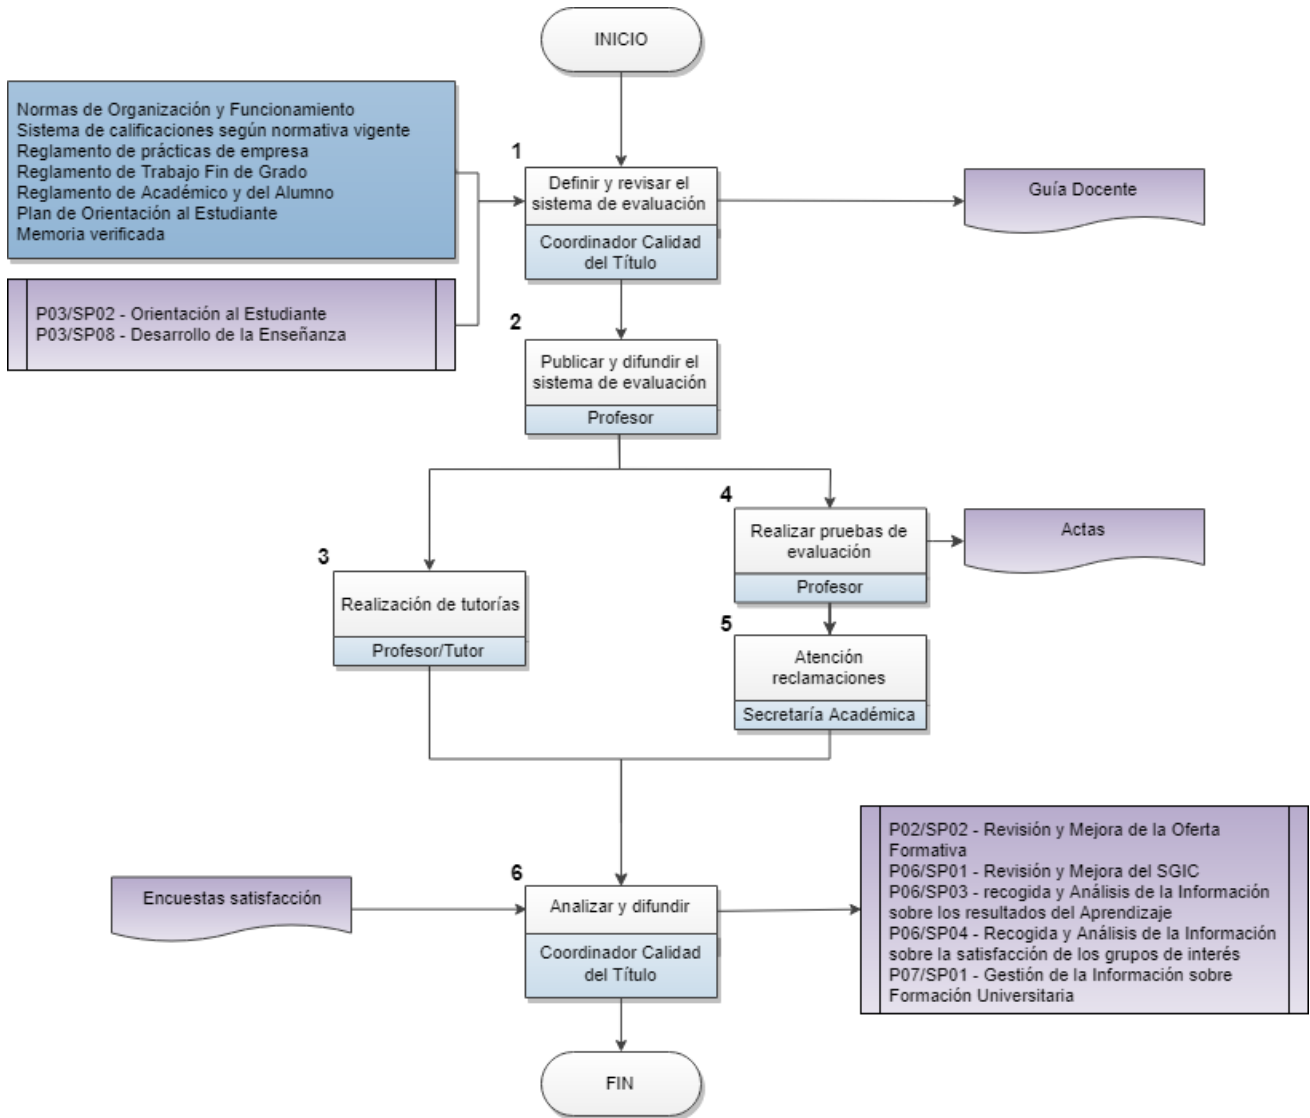 INICIO
Normas de Organización y Funcionamiento
Sistema de calificaciones según normativa vigente
Reglamento de prácticas de empresa
Reglamento de Trabajo Fin de Grado
Reglamento de Académico y del Alumno
Plan de Orientación al Estudiante
Memoria verificada
P03/SP02 - Orientación al Estudiante
P03/SP08 - Desarrollo de la Enseñanza
1
Definir y revisar el
sistema de evaluación
Coordinador Calidad
del Título
Guía Docente
2
Publicar y difundir el
sistema de evaluación
Profesor
3
Realización de tutorías
Profesor/Tutor
4
Realizar pruebas de
evaluación
Profesor
Actas
5
Atención
reclamaciones
Secretaría Académica
Encuestas satisfacción
6
Analizar y difundir
Coordinador Calidad
del Título
P02/SP02 - Revisión y Mejora de la Oferta
Formativa
P06/SP01 - Revisión y Mejora del SGIC
P06/SP03 - recogida y Análisis de la Información
sobre los resultados del Aprendizaje
P06/SP04 - Recogida y Análisis de la Información
sobre la satisfacción de los grupos de interés
P07/SP01 - Gestión de la Información sobre
Formación Universitaria
FIN